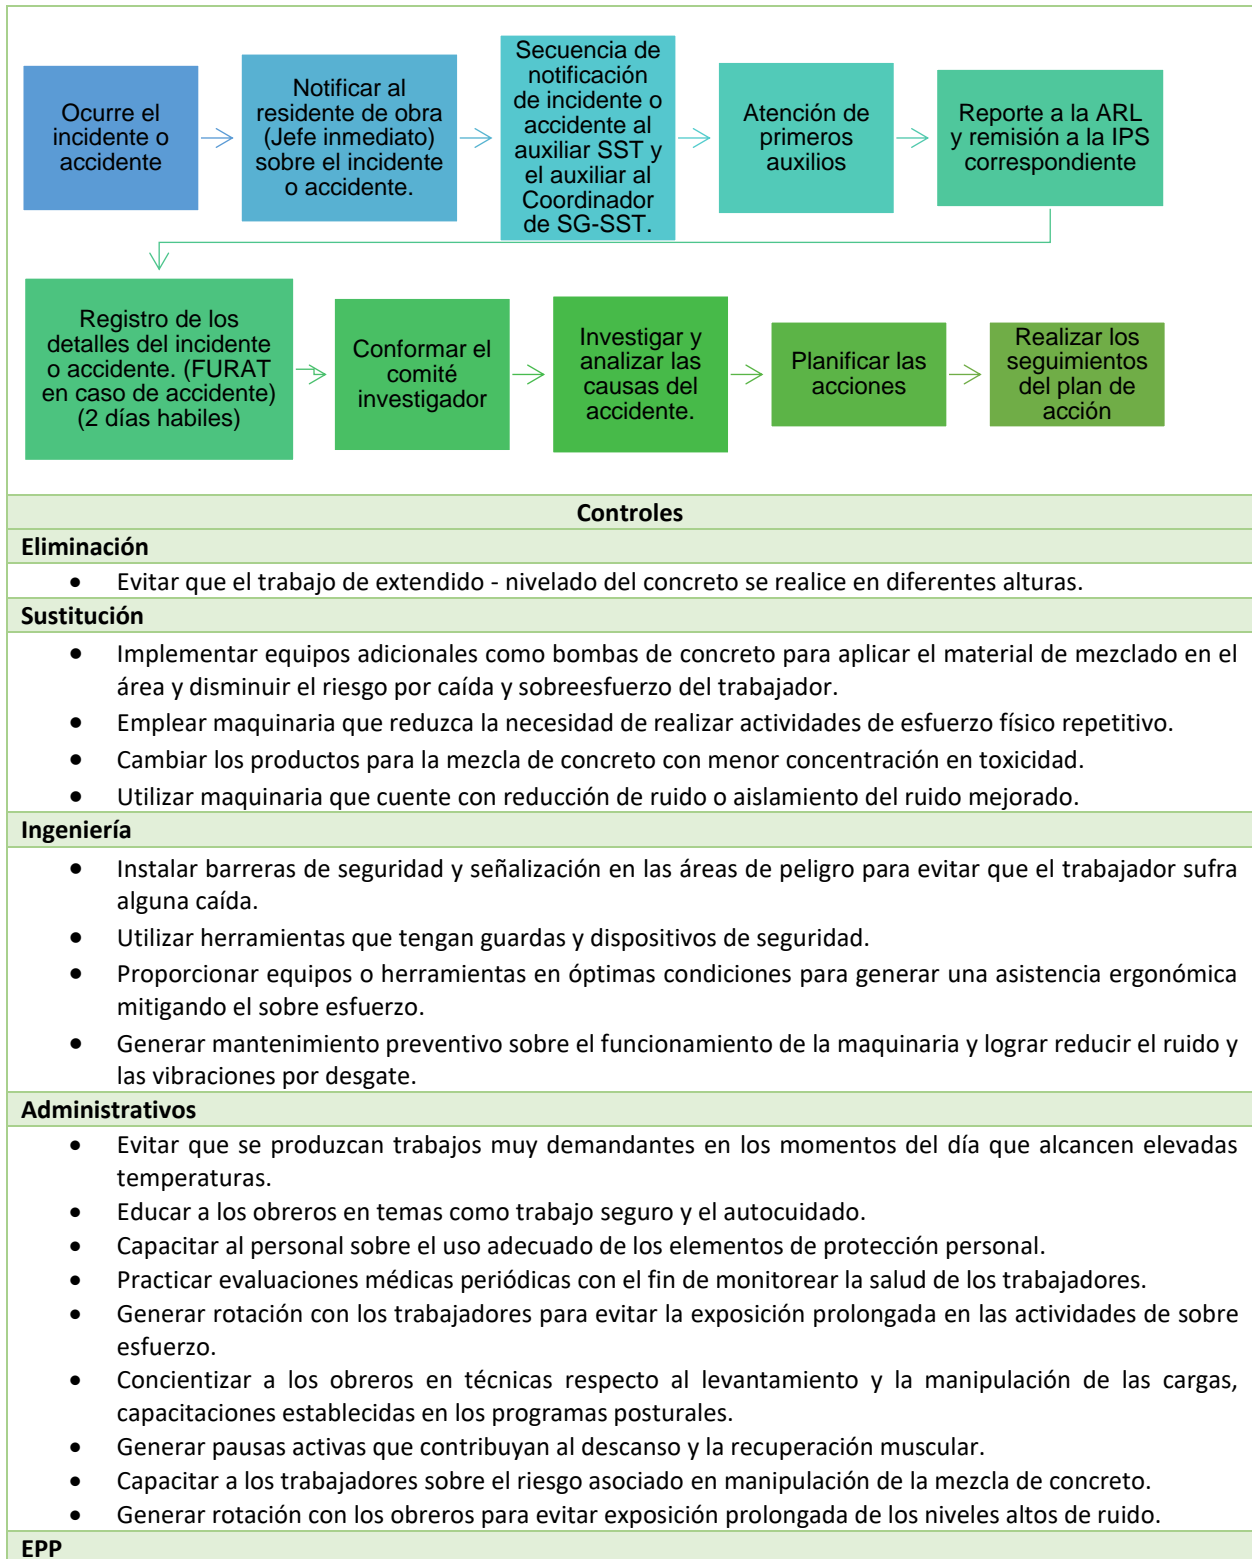 Ocurre el
incidente o
accidente
Notificar al
residente de obra
(Jefe inmediato)
sobre el incidente
o accidente.
Secuencia de
notificación
de incidente o
accidente al
auxiliar SST y
el auxiliar al
Coordinador
de SG-SST.
Atención de
primeros
auxilios
Reporte a la ARL
y remisión a la IPS
correspondiente
Registro de los
detalles del incidente
o accidente. (FURAT
en caso de accidente)
(2 días habiles)
Conformar el
comité
investigador
Investigar y
analizar las
causas del
accidente.
Planificar las
acciones
Realizar los
seguimientos
del plan de
acción
Controles
Eliminación
• Evitar que el trabajo de extendido - nivelado del concreto se realice en diferentes alturas.
Sustitución
• Implementar equipos adicionales como bombas de concreto para aplicar el material de mezclado en el
área y disminuir el riesgo por caída y sobreesfuerzo del trabajador.
• Emplear maquinaria que reduzca la necesidad de realizar actividades de esfuerzo físico repetitivo.
• Cambiar los productos para la mezcla de concreto con menor concentración en toxicidad.
• Utilizar maquinaria que cuente con reducción de ruido o aislamiento del ruido mejorado.
Ingeniería
• Instalar barreras de seguridad y señalización en las áreas de peligro para evitar que el trabajador sufra
alguna caída.
• Utilizar herramientas que tengan guardas y dispositivos de seguridad.
• Proporcionar equipos o herramientas en óptimas condiciones para generar una asistencia ergonómica
mitigando el sobre esfuerzo.
• Generar mantenimiento preventivo sobre el funcionamiento de la maquinaria y lograr reducir el ruido y
las vibraciones por desgate.
Administrativos
• Evitar que se produzcan trabajos muy demandantes en los momentos del día que alcancen elevadas
temperaturas.
• Educar a los obreros en temas como trabajo seguro y el autocuidado.
• Capacitar al personal sobre el uso adecuado de los elementos de protección personal.
• Practicar evaluaciones médicas periódicas con el fin de monitorear la salud de los trabajadores.
• Generar rotación con los trabajadores para evitar la exposición prolongada en las actividades de sobre
esfuerzo.
• Concientizar a los obreros en técnicas respecto al levantamiento y la manipulación de las cargas,
capacitaciones establecidas en los programas posturales.
• Generar pausas activas que contribuyan al descanso y la recuperación muscular.
• Capacitar a los trabajadores sobre el riesgo asociado en manipulación de la mezcla de concreto.
• Generar rotación con los obreros para evitar exposición prolongada de los niveles altos de ruido.
EPP